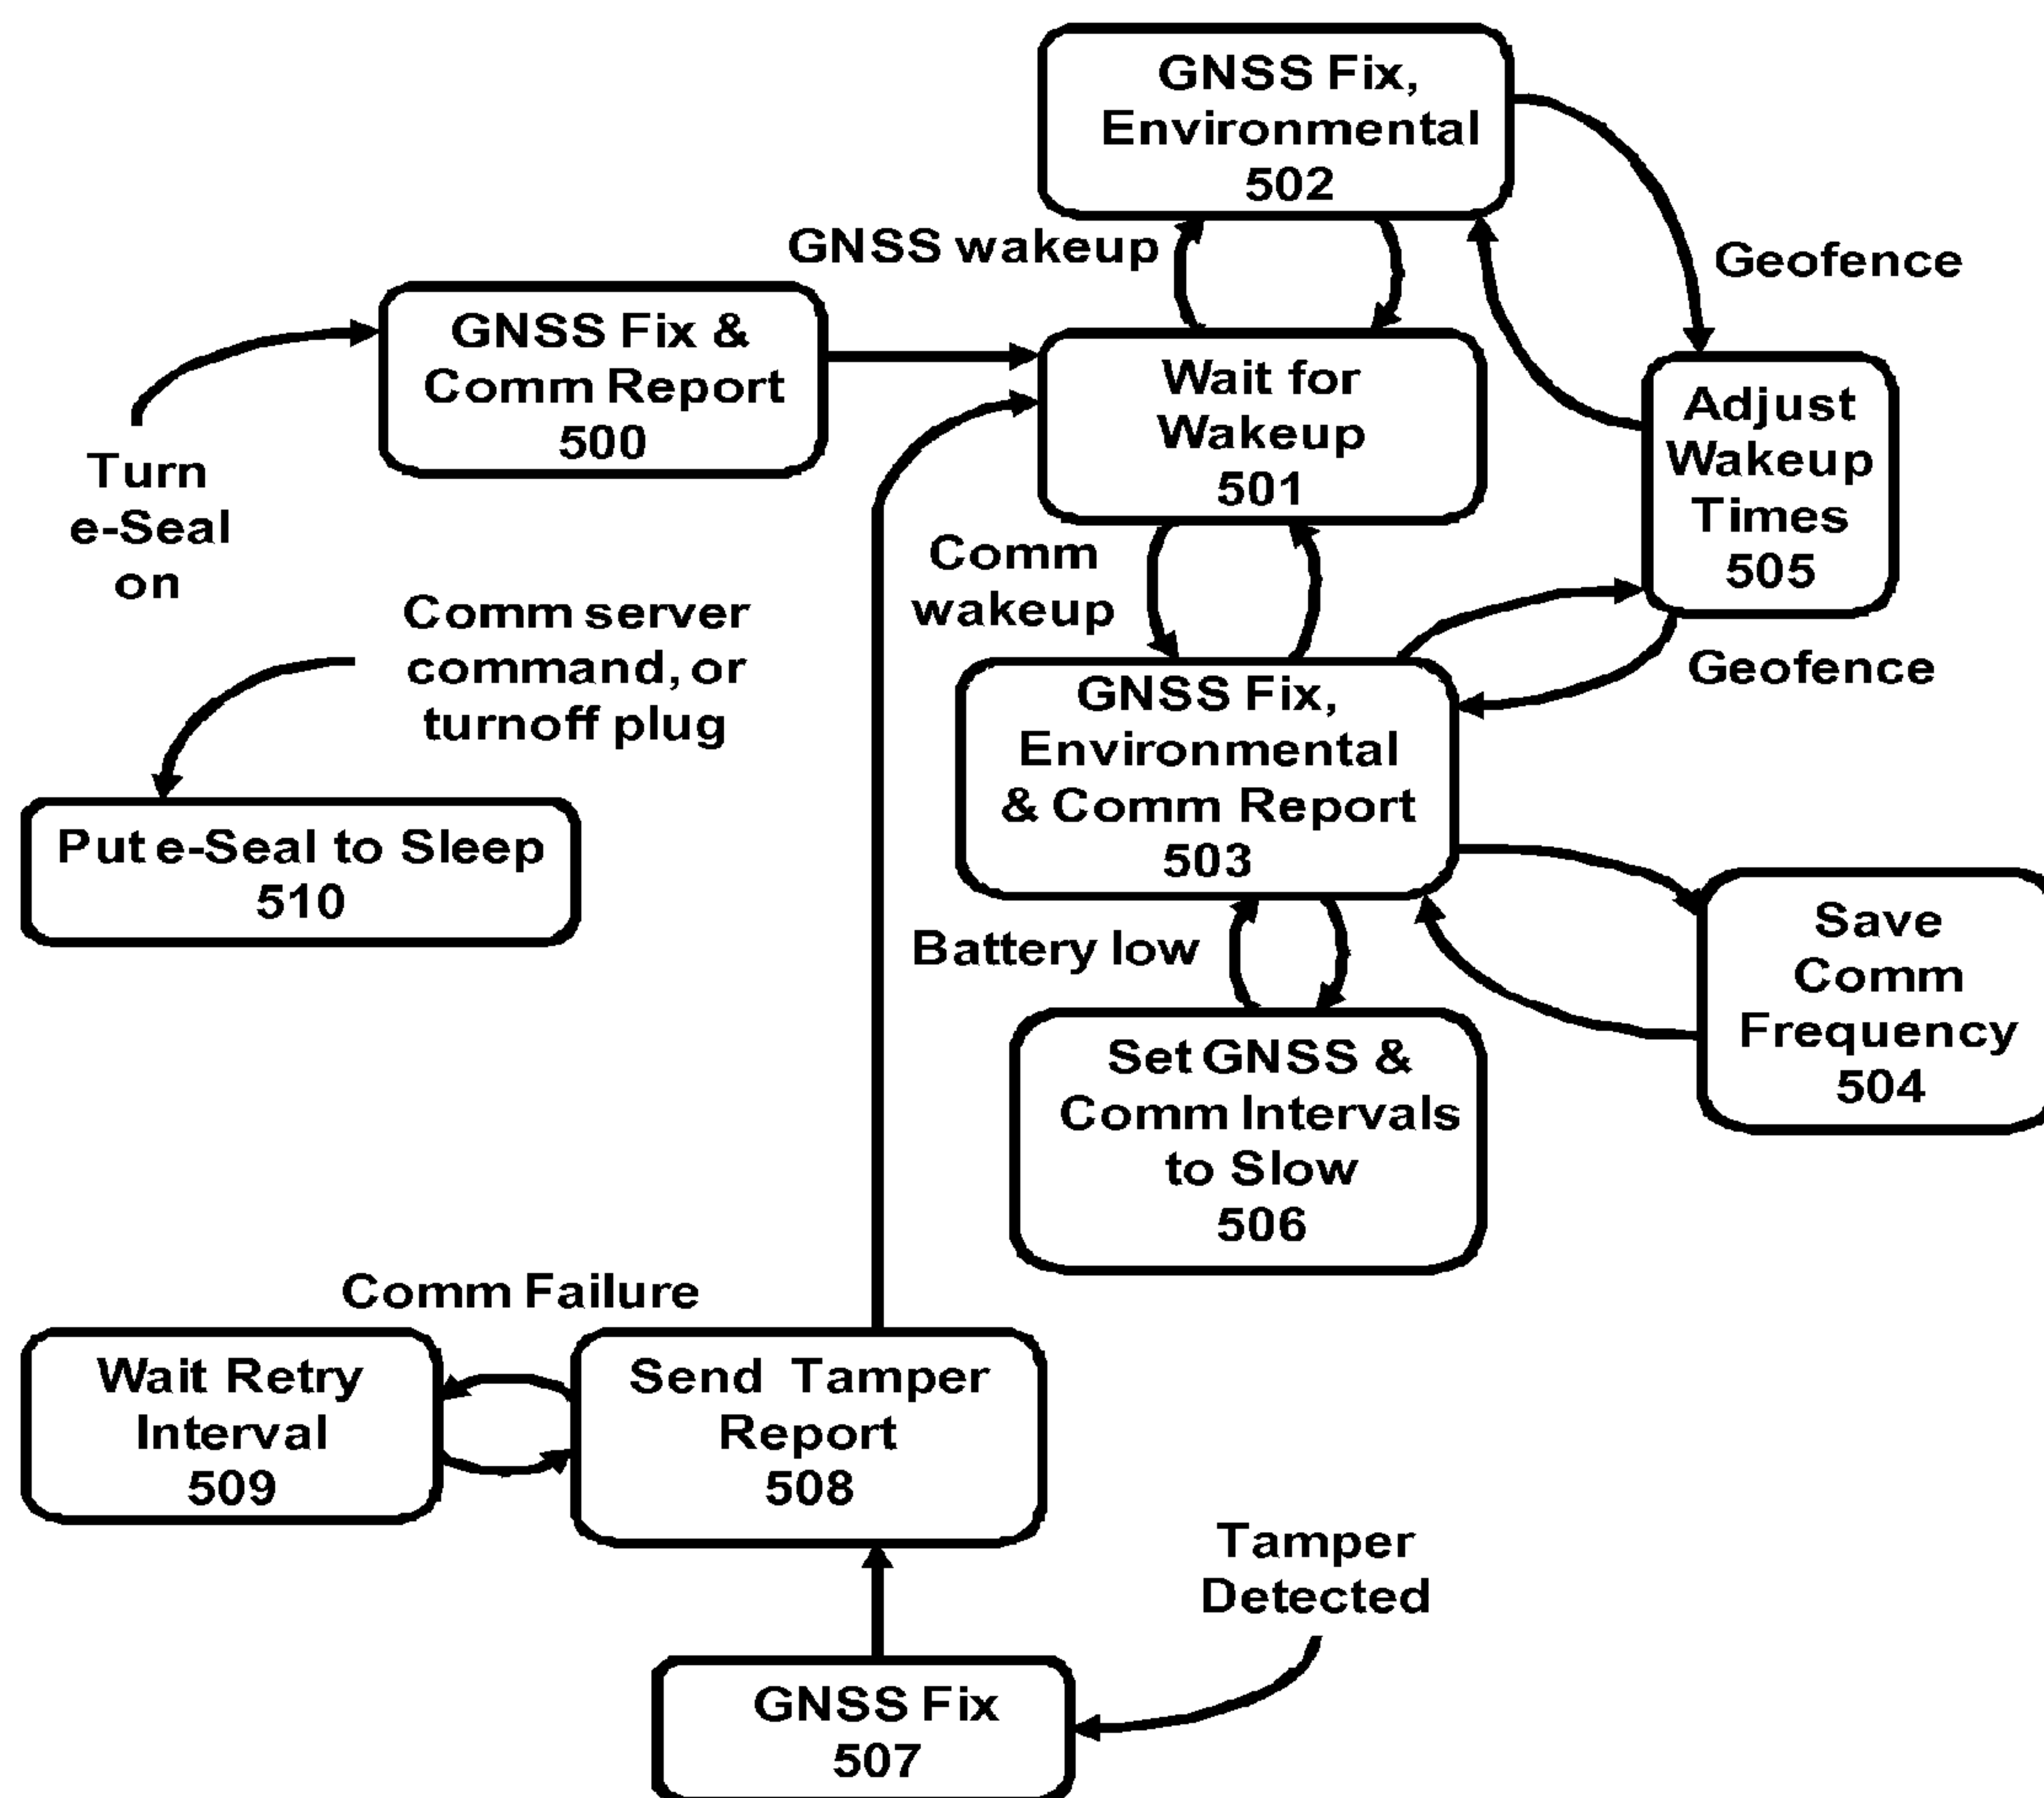 GNSS Fix,
Environmental
502
GNSS wakeup
Geofence
GNSS Fix &
Comm Report
500
Wait for
Wakeup
501
Adjust
Wakeup
Times
505
Turn
e-Seal
on
Comm
wakeup
Comm server
command, or
turnoff plug
Geofence
GNSS Fix,
Environmental
& Comm Report
503
Put e-Seal to Sleep
510
Battery low
Save
Comm
Frequency
504
Set GNSS &
Comm Intervals
to Slow
506
Comm Failure
Wait Retry
Interval
509
Send Tamper
Report
508
Tamper
Detected
GNSS Fix
507